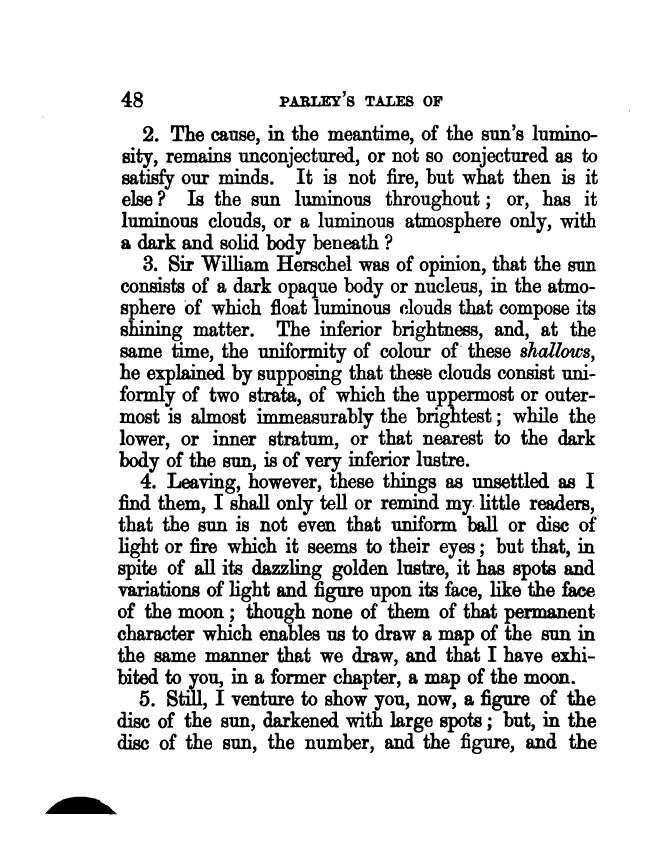 48 PARLEY'S TALES OF
2. The cause, in the meantime, of the sun's lumino-
sity, remains unconjectured, or not so conjectured as to
satisfy our minds. It is not fire, but what then is it
else? Is the sun luminous throughout; or, has it
luminous clouds, or a luminous atmosphere only, with
a dark and solid body beneath?
3. Sir William Herschel was of opinion, that the sun
consists of a dark opaque body or nucleus, in the atmo-
sphere of which float luminous clouds that compose its
shining matter. The inferior brightness, and, at the
same time, the uniformity of colour of these shallows,
he explained by supposing that these clouds consist uni-
formly of two strata, of which the uppermost or outer-
most is almost immeasurably the brightest; while the
lower, or inner stratum, or that nearest to the dark
body of the sun, is of very inferior lustre.
4. Leaving, however, these things as unsettled as I
find them, I shall only tell or remind my little readers,
that the sun is not even that uniform ball or disc of
light or fire which it seems to their eyes; but that, in
spite of all its dazzling golden lustre, it has spots and
variations of light and figure upon its face, like the face
of the moon; though none of them of that permanent
character which enables us to draw a map of the sun in
the same manner that we draw, and that I have exhi-
bited to you, in a former chapter, a map of the moon.
5. Still, I venture to show you, now, a figure of the
disc of the sun, darkened with large spots; but, in the
disc of the sun, the number, and the figure, and the